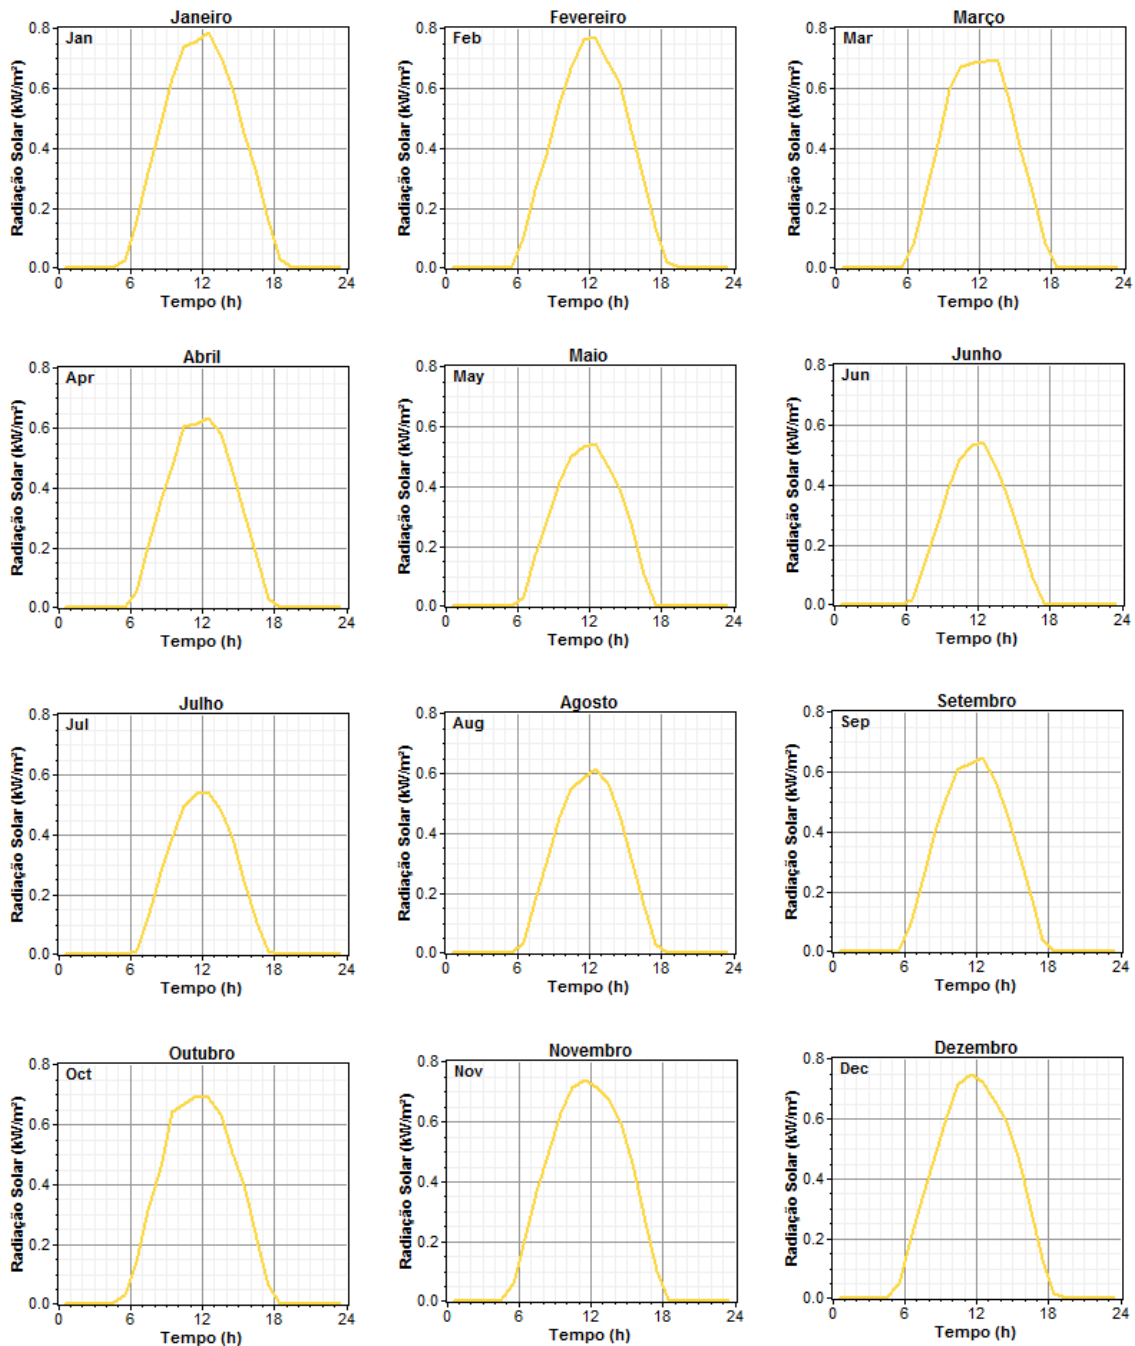 Janeiro
Jan
Radiação Solar (kW/m²)
0.8
0.6
0.4
0.2
0.0
0 6 12 18 24
Tempo (h)
Fevereiro
Feb
Radiação Solar (kW/m²)
0.8
0.6
0.4
0.2
0.0
0 6 12 18 24
Tempo (h)
Março
Mar
Radiação Solar (kW/m²)
0.8
0.6
0.4
0.2
0.0
0 6 12 18 24
Tempo (h)
Abril
Apr
Radiação Solar (kW/m²)
0.8
0.6
0.4
0.2
0.0
0 6 12 18 24
Tempo (h)
Maio
May
Radiação Solar (kW/m²)
0.8
0.6
0.4
0.2
0.0
0 6 12 18 24
Tempo (h)
Junho
Jun
Radiação Solar (kW/m²)
0.8
0.6
0.4
0.2
0.0
0 6 12 18 24
Tempo (h)
Julho
Jul
Radiação Solar (kW/m²)
0.8
0.6
0.4
0.2
0.0
0 6 12 18 24
Tempo (h)
Agosto
Aug
Radiação Solar (kW/m²)
0.8
0.6
0.4
0.2
0.0
0 6 12 18 24
Tempo (h)
Setembro
Sep
Radiação Solar (kW/m²)
0.8
0.6
0.4
0.2
0.0
0 6 12 18 24
Tempo (h)
Outubro
Oct
Radiação Solar (kW/m²)
0.8
0.6
0.4
0.2
0.0
0 6 12 18 24
Tempo (h)
Novembro
Nov
Radiação Solar (kW/m²)
0.8
0.6
0.4
0.2
0.0
0 6 12 18 24
Tempo (h)
Dezembro
Dec
Radiação Solar (kW/m²)
0.8
0.6
0.4
0.2
0.0
0 6 12 18 24
Tempo (h)